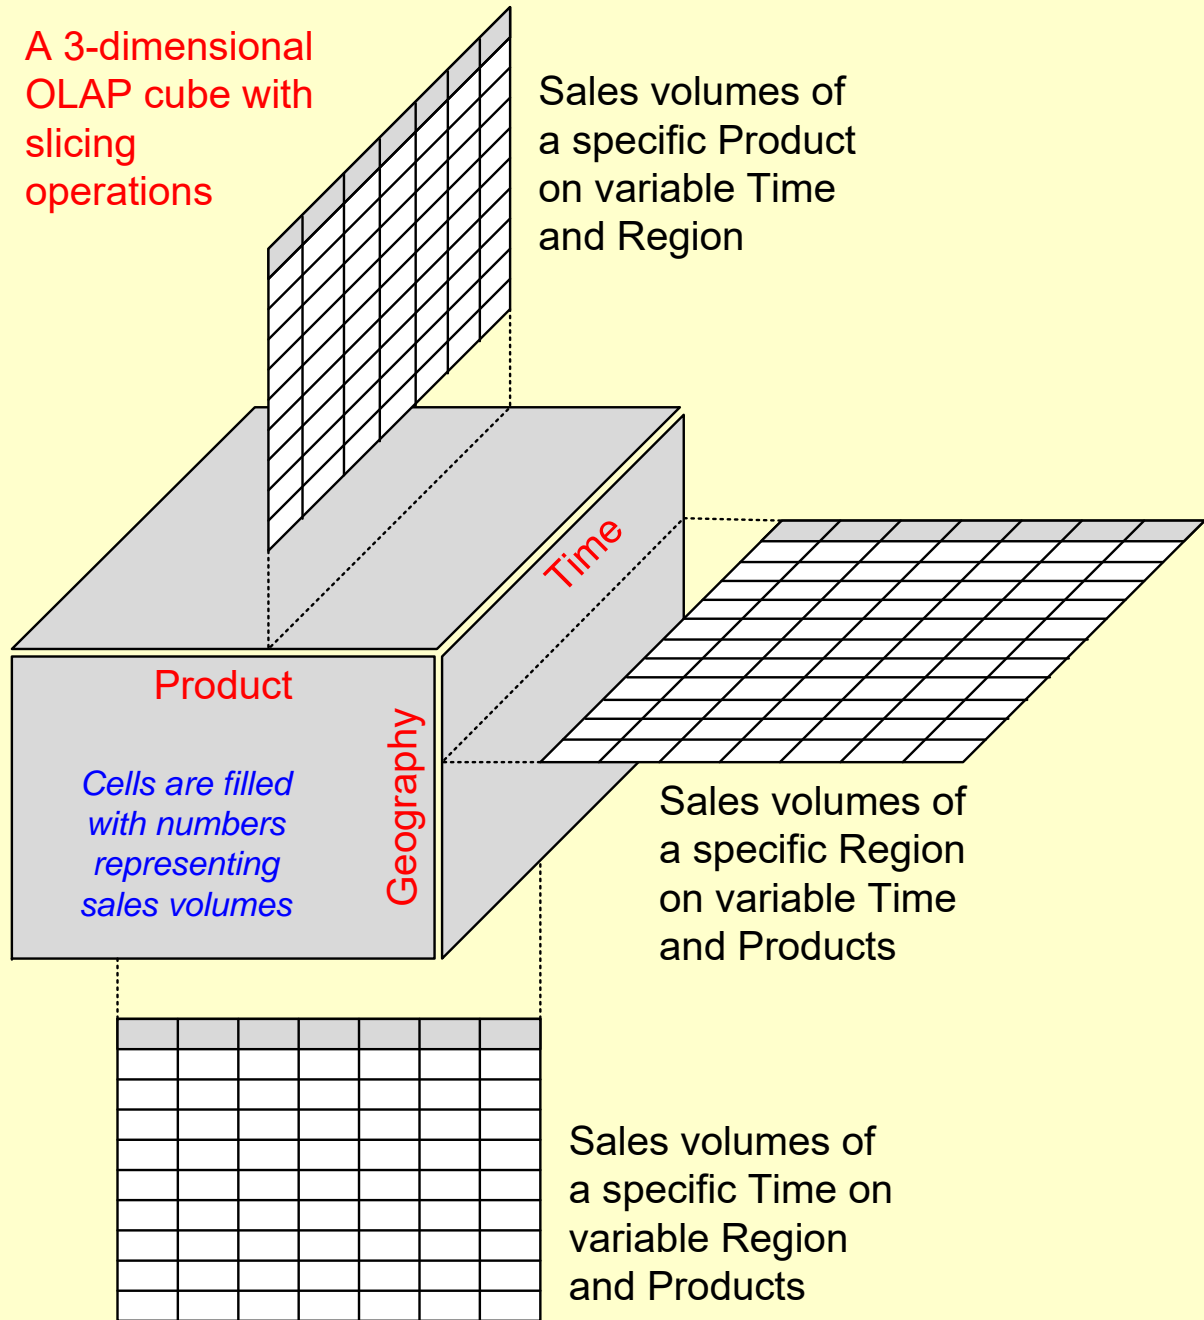 A 3-dimensional
OLAP cube with
slicing
operations
Sales volumes of
a specific Product
on variable Time
and Region
Time
Product
Geography
Cells are filled
with numbers
representing
sales volumes
Sales volumes of
a specific Region
on variable Time
and Products
Sales volumes of
a specific Time on
variable Region
and Products